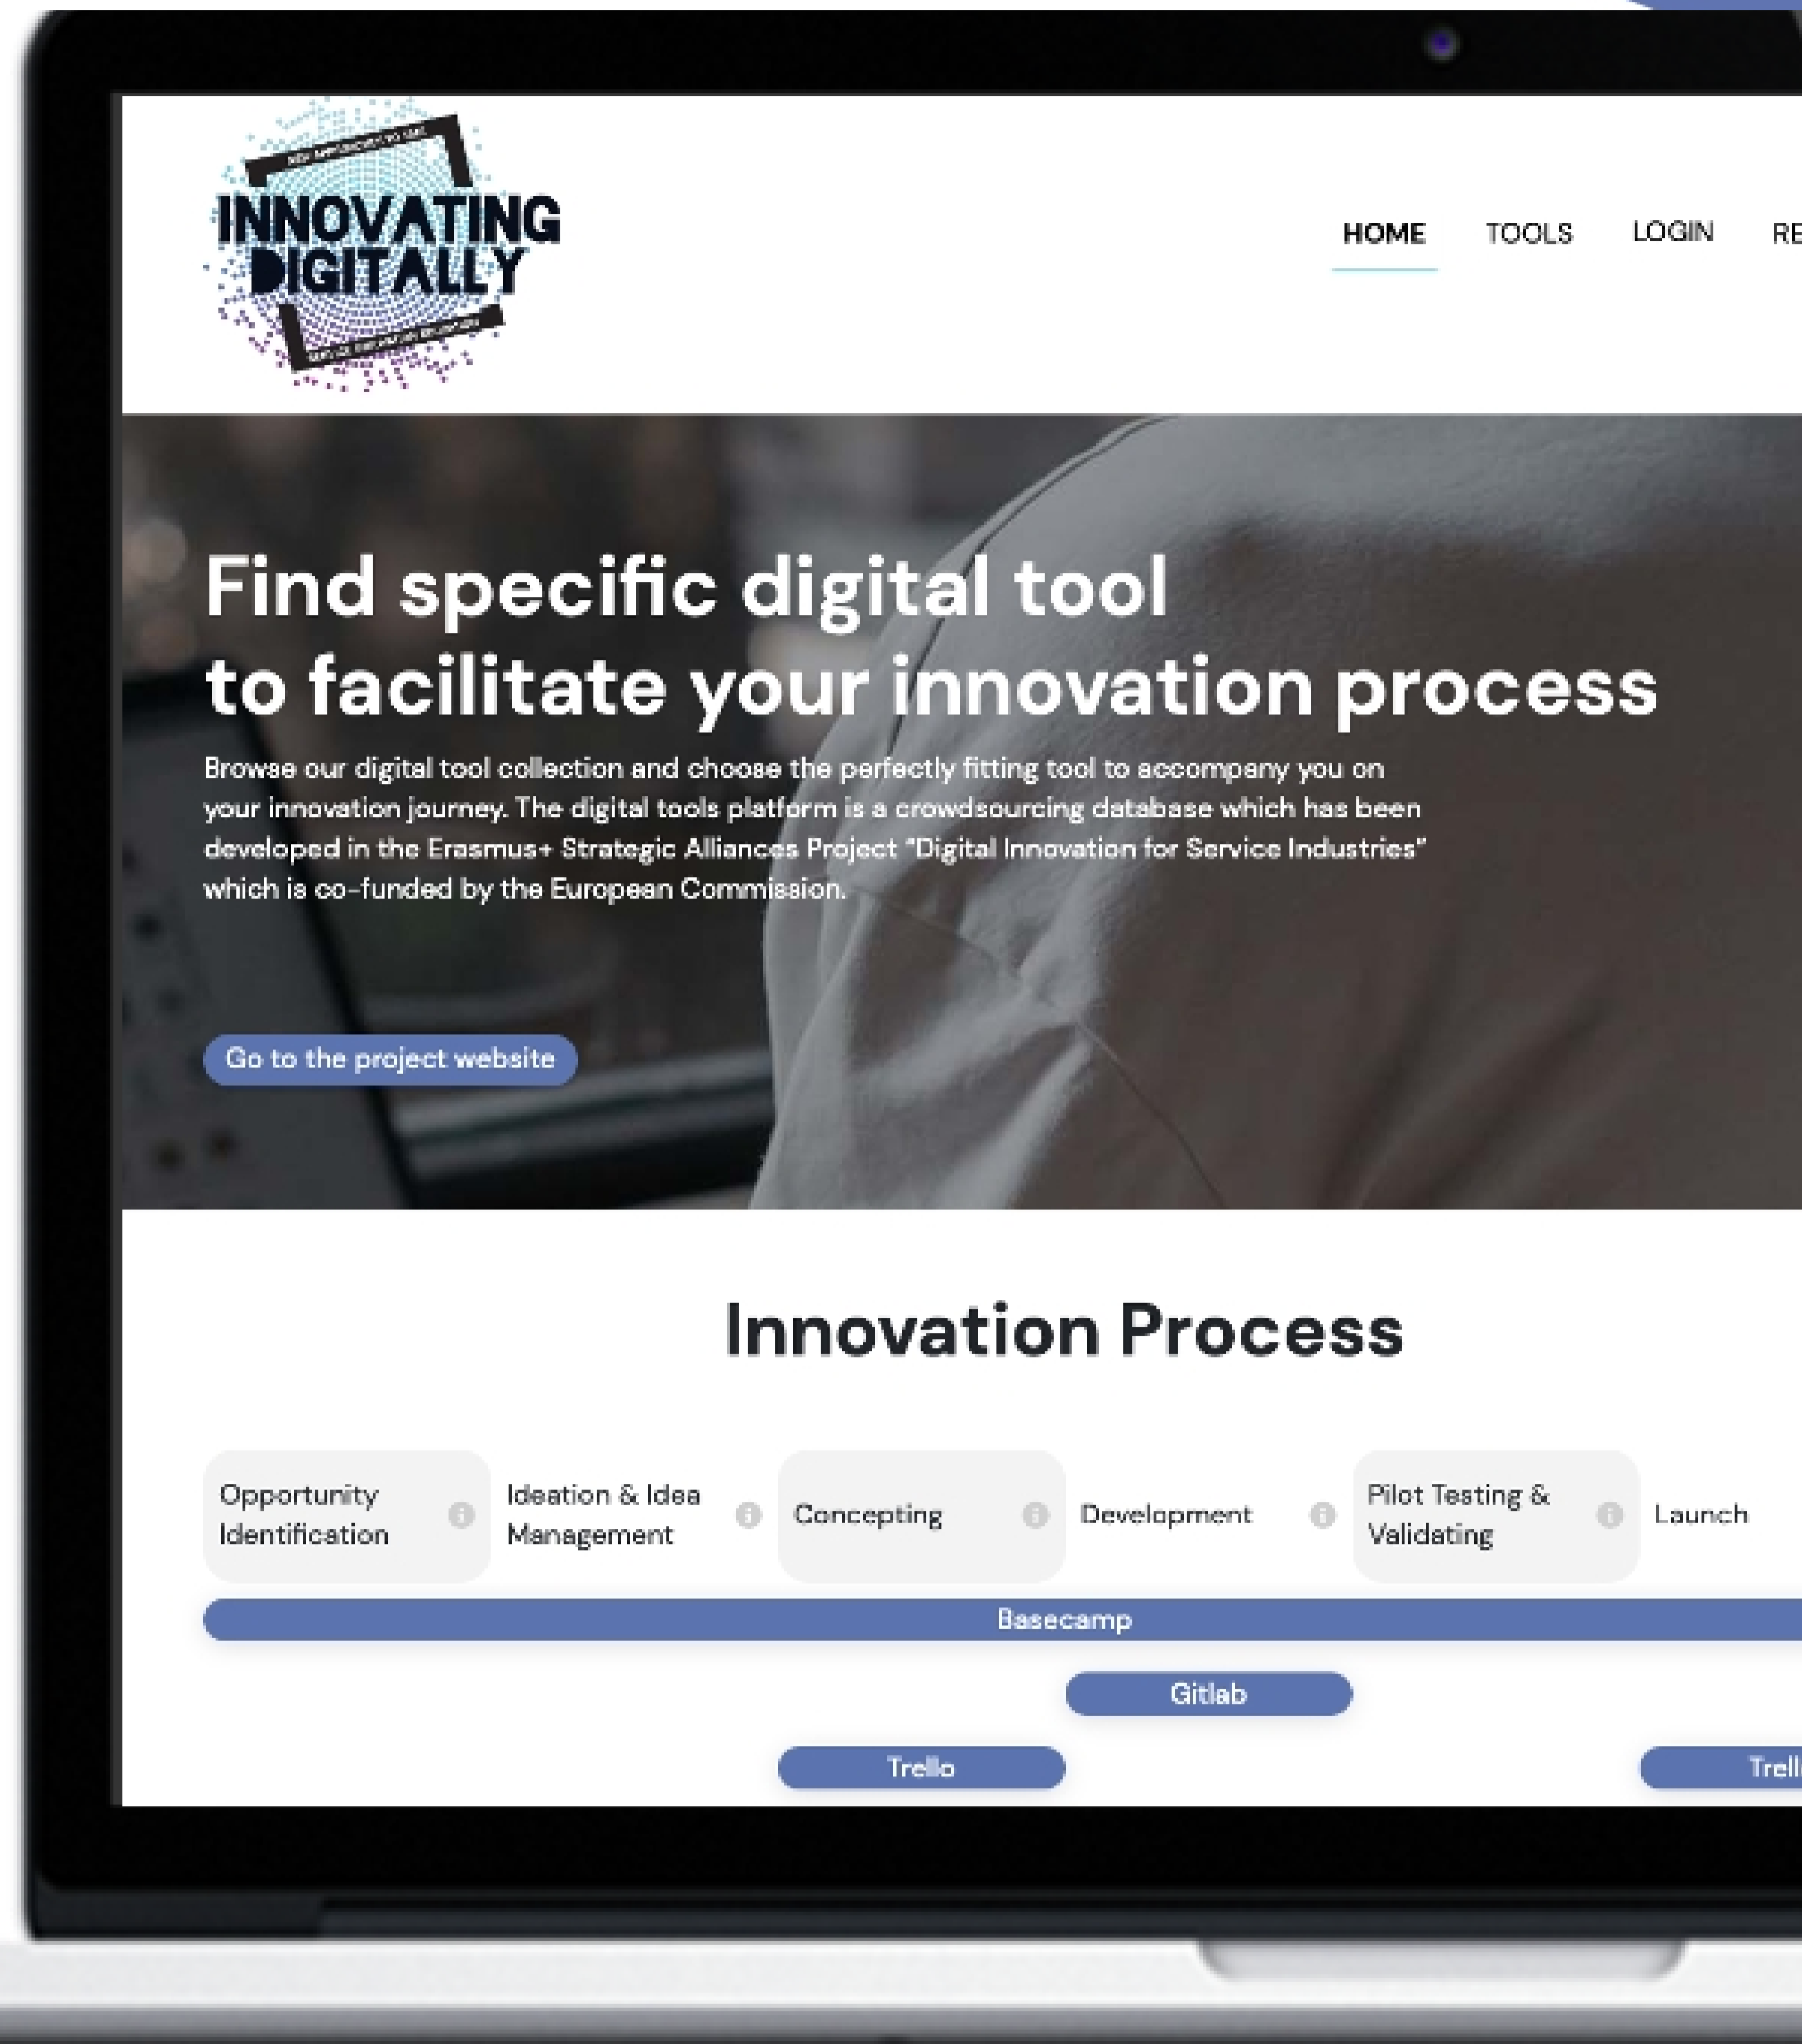 INNOVATING
DIGITALLY
HOME TOOLS LOGIN
Find specific digital tool
to facilitate your innovation process
Browse our digital tool collection and choose the perfectly fitting tool to accompany you on
your innovation journey. The digital tools platform is a crowdsourcing database which has been
developed in the Erasmus+ Strategic Alliances Project "Digital Innovation for Service Industries"
which is co-funded by the European Commission.
Go to the project website
Innovation Process
Opportunity
Identification
Ideation & Idea
Management
Concepting
Development
Pilot Testing &
Validating
Launch
Basecamp
Gitlab
Trello